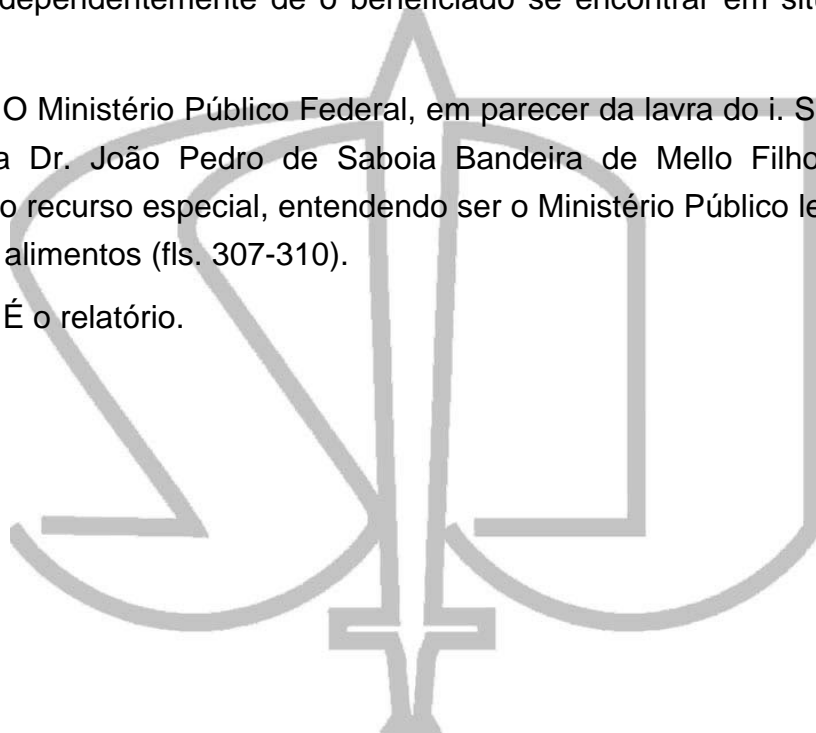 dependentemente de o beneficiado se encontrar em
O Ministério Público Federal, em parecer da lavra do i. S
a Dr. João Pedro de Saboia Bandeira de Mello Filho
o recurso especial, entendendo ser o Ministério Público le
alimentos (fls. 307-310).
É o relatório.